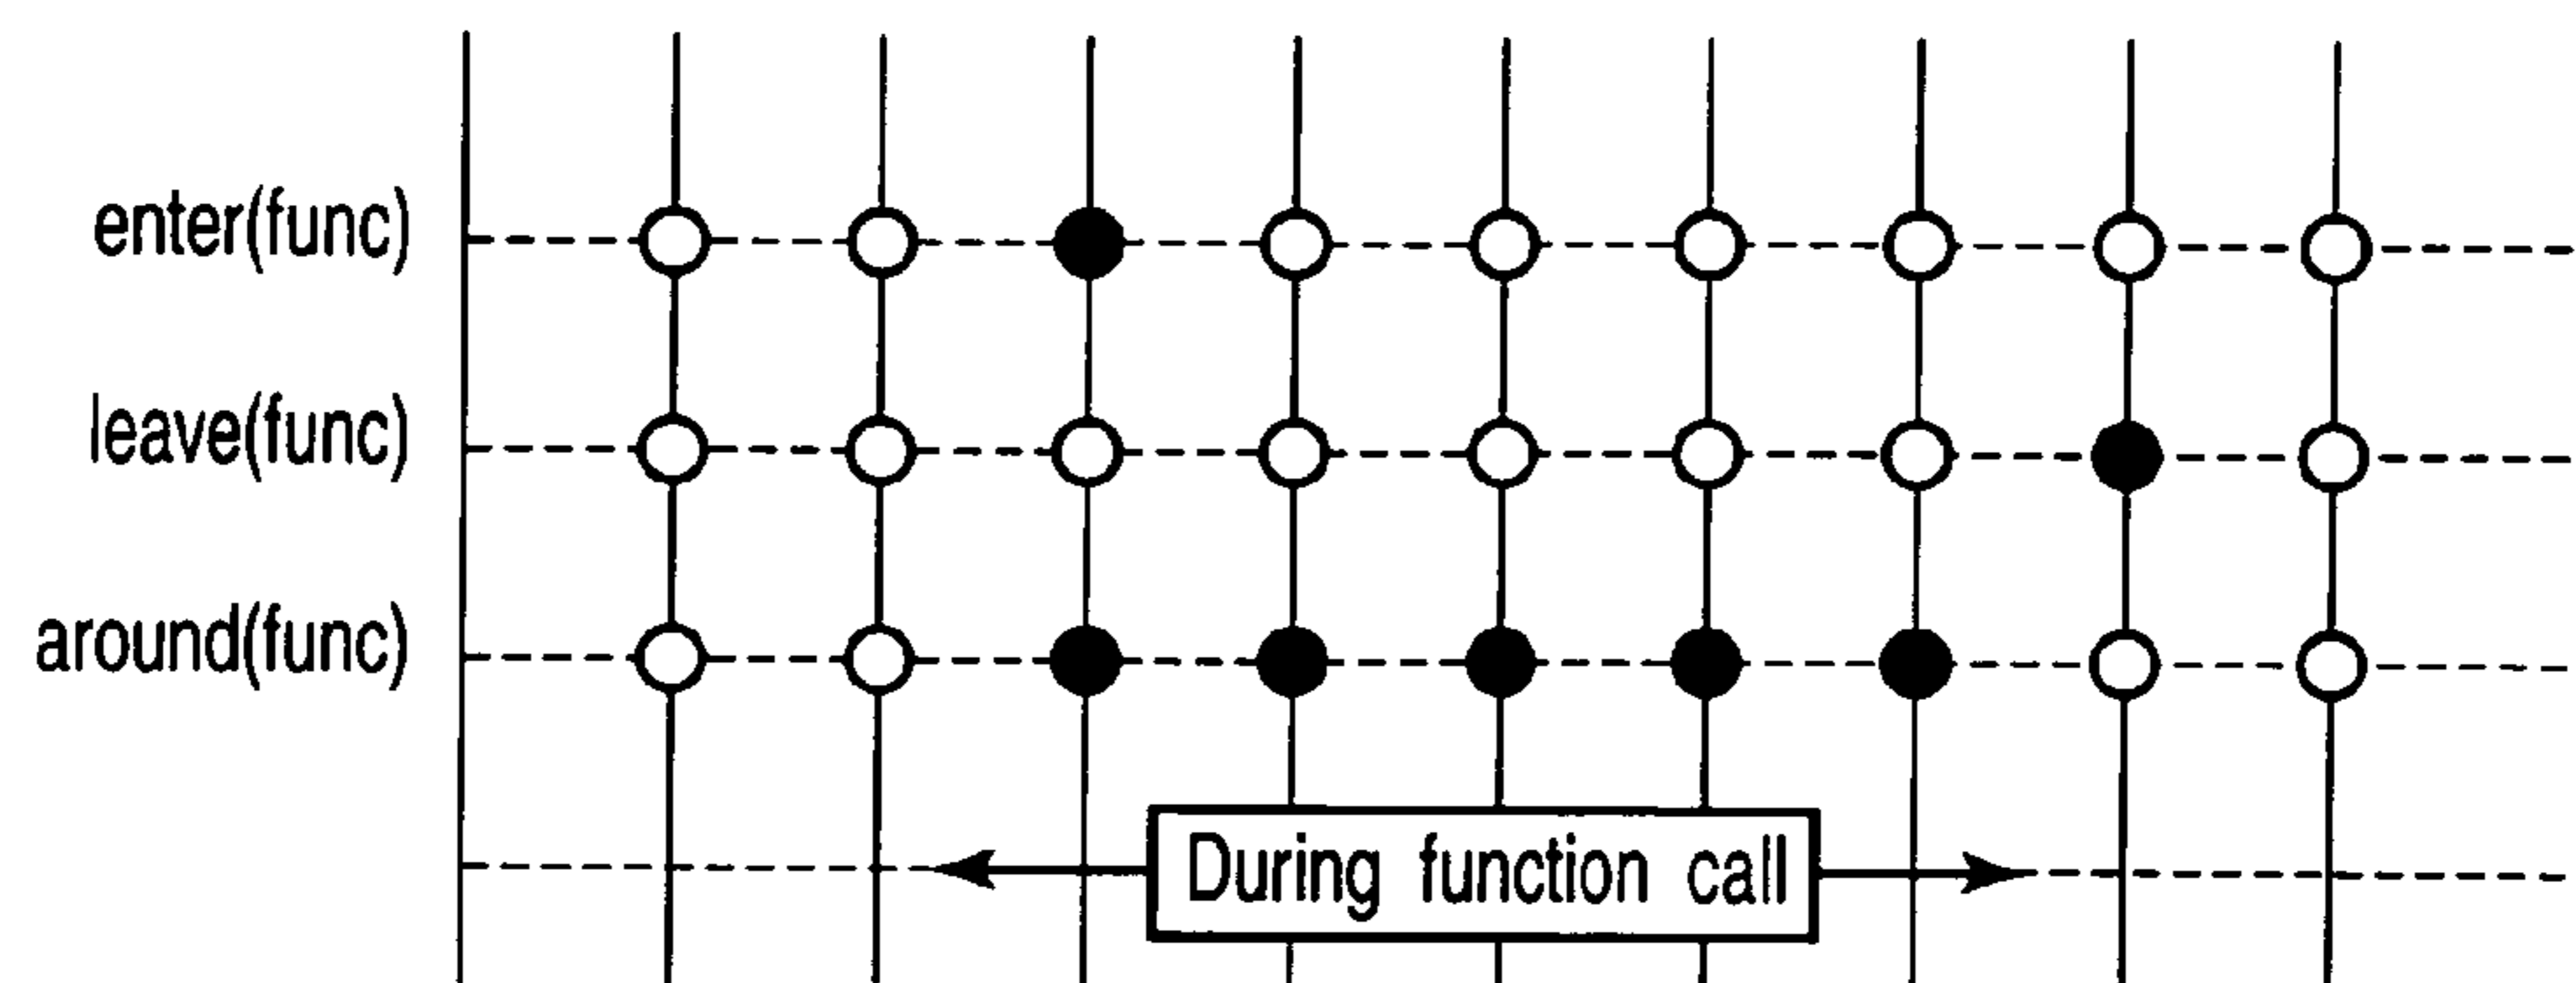 enter(func)
leave(func)
around(func)
During function call